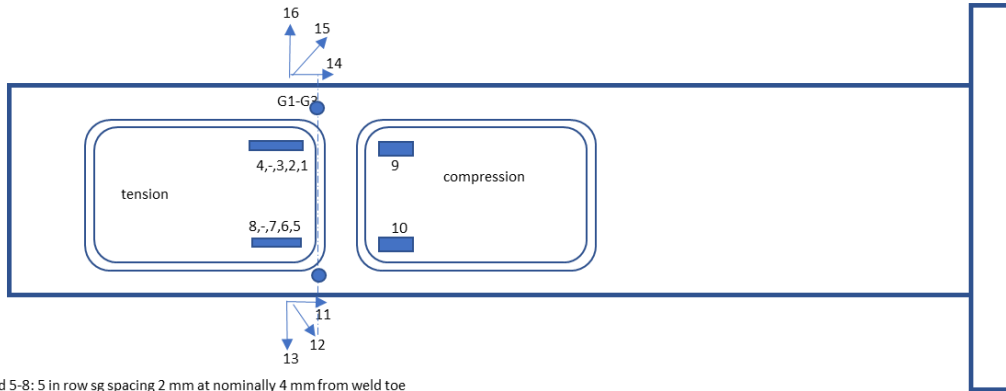 16
15
14
G1-G3
4,-,3,2,1
9
compression
tension
8,-,7,6,5
10
11
12
13
d 5-8: 5 in row sg spacing 2 mm at nominally 4 mm from weld toe